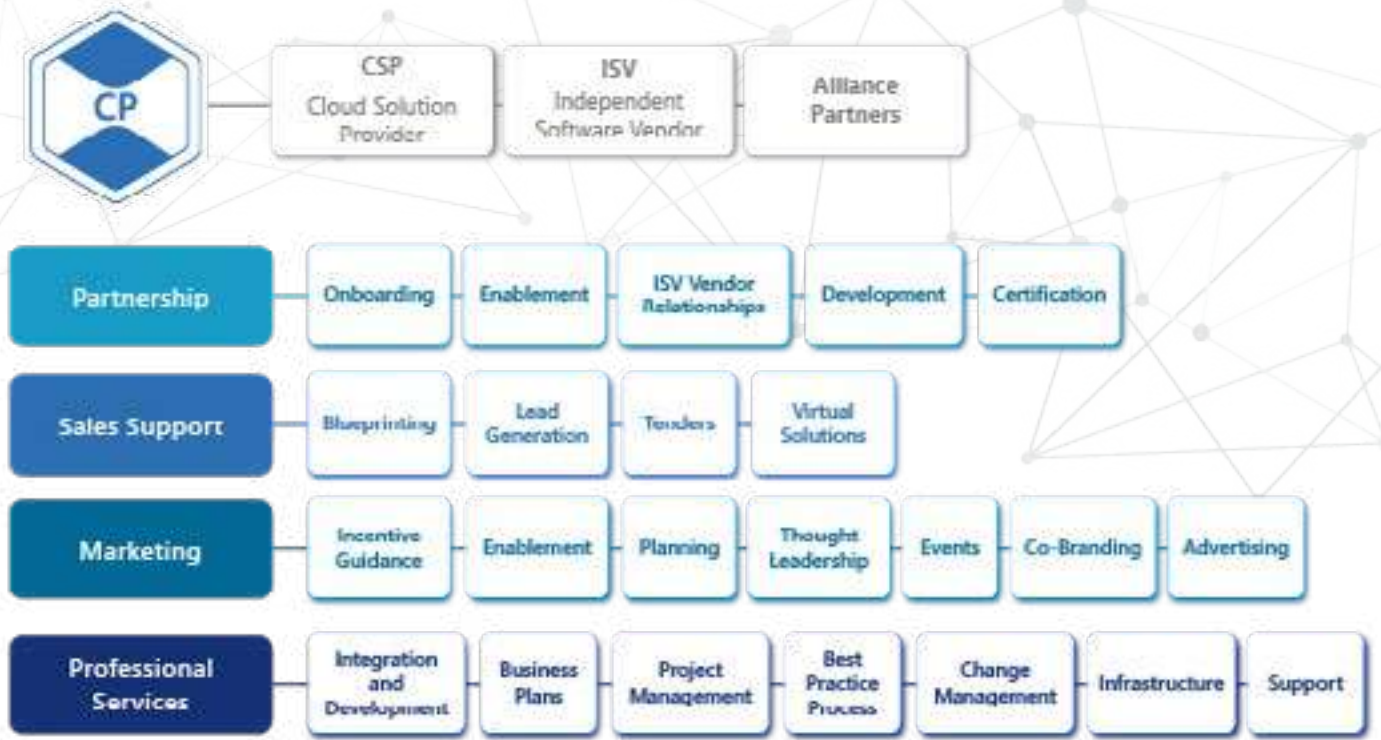 CP
CSP
Cloud Solution
Provider
ISV
Independent
Software Vendor
Alliance
Partners
Partnership
Onboarding
Enablement
ISV Vendor
Relationships
Development
Certification
Sales Support
Blueprinting
Lead
Generation
Tenders
Virtual
Solutions
Marketing
Incentive
Guidance
Enablement
Planning
Thought
Leadership
Events
Co-Branding
Advertising
Professional
Services
Integration
and
Development
Business
Plans
Project
Management
Best
Practice
Process
Change
Management
Infrastructure
Support